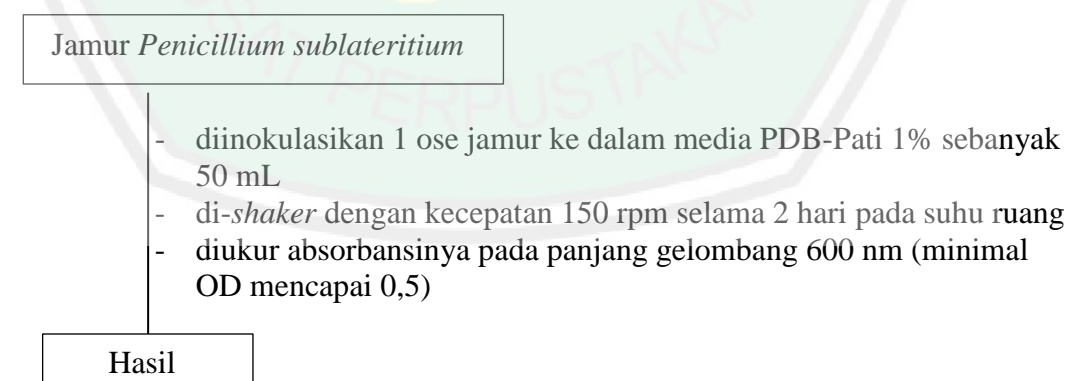 Jamur Penicillium sublateritium
- diinokulasikan 1 ose jamur ke dalam media PDB-Pati 1% sebanyak
50 mL
- di-shaker dengan kecepatan 150 rpm selama 2 hari pada suhu ruang
- diukur absorbansinya pada panjang gelombang 600 nm (minimal
OD mencapai 0,5)
Hasil